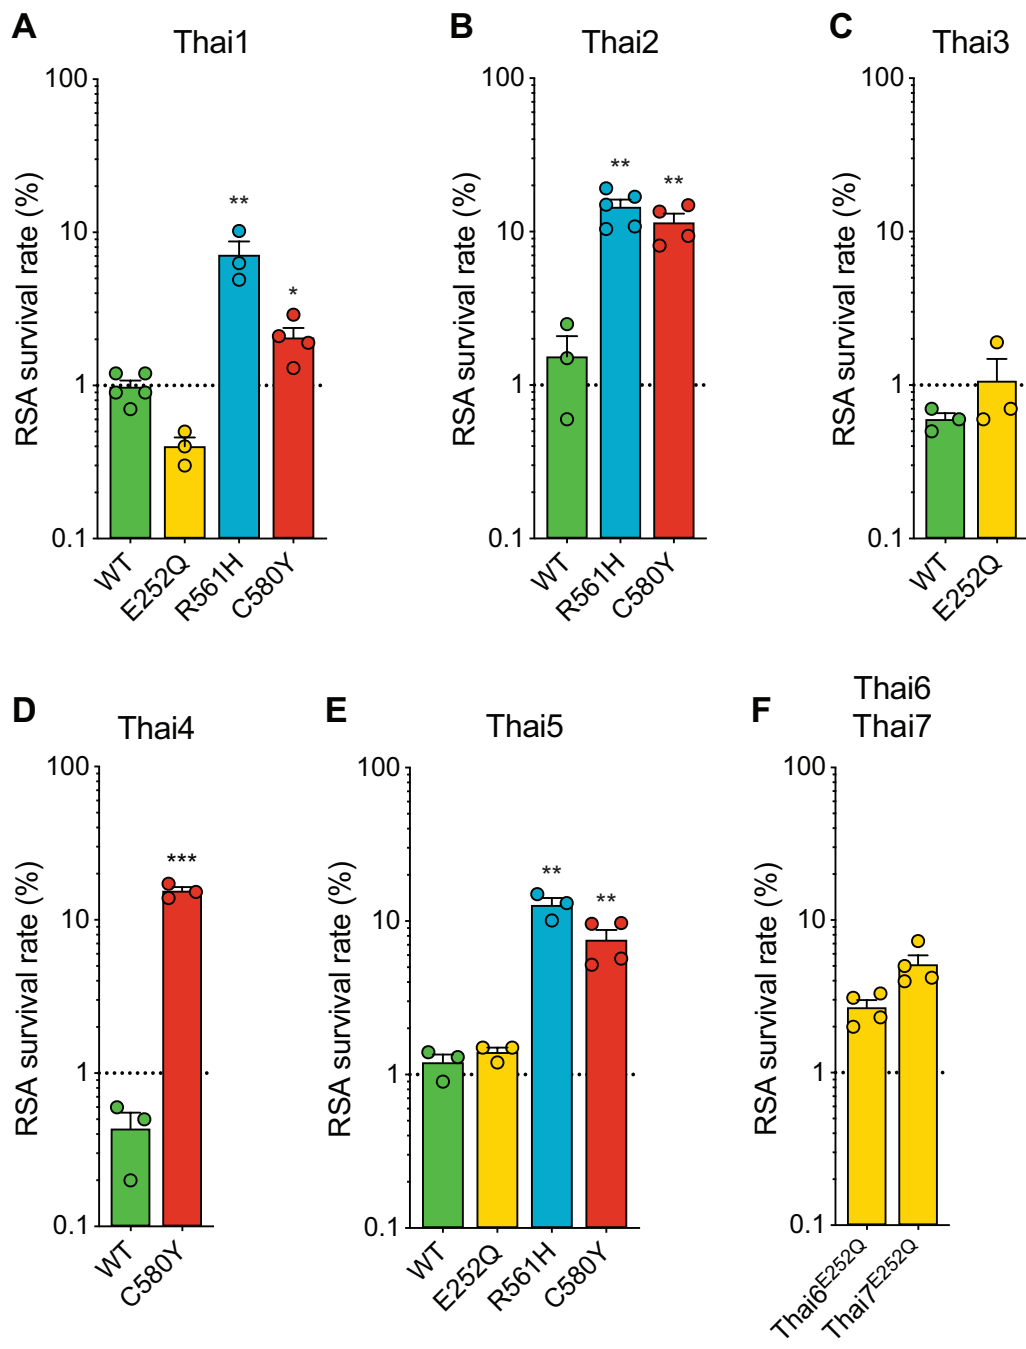 A
Thai1
RSA survival rate (%)
100
10
1
0.1
**
*
WT
E252Q
R561H
C580Y
B
Thai2
RSA survival rate (%)
100
10
1
0.1
**
**
WT
R561H
C580Y
C
Thai3
RSA survival rate (%)
100
10
1
0.1
WT
E252Q
D
Thai4
RSA survival rate (%)
100
10
1
0.1
***
WT
C580Y
E
Thai5
RSA survival rate (%)
100
10
1
0.1
**
**
WT
E252Q
R561H
C580Y
F
Thai6
Thai7
RSA survival rate (%)
100
10
1
0.1
Thai6E252Q
Thai7E252Q